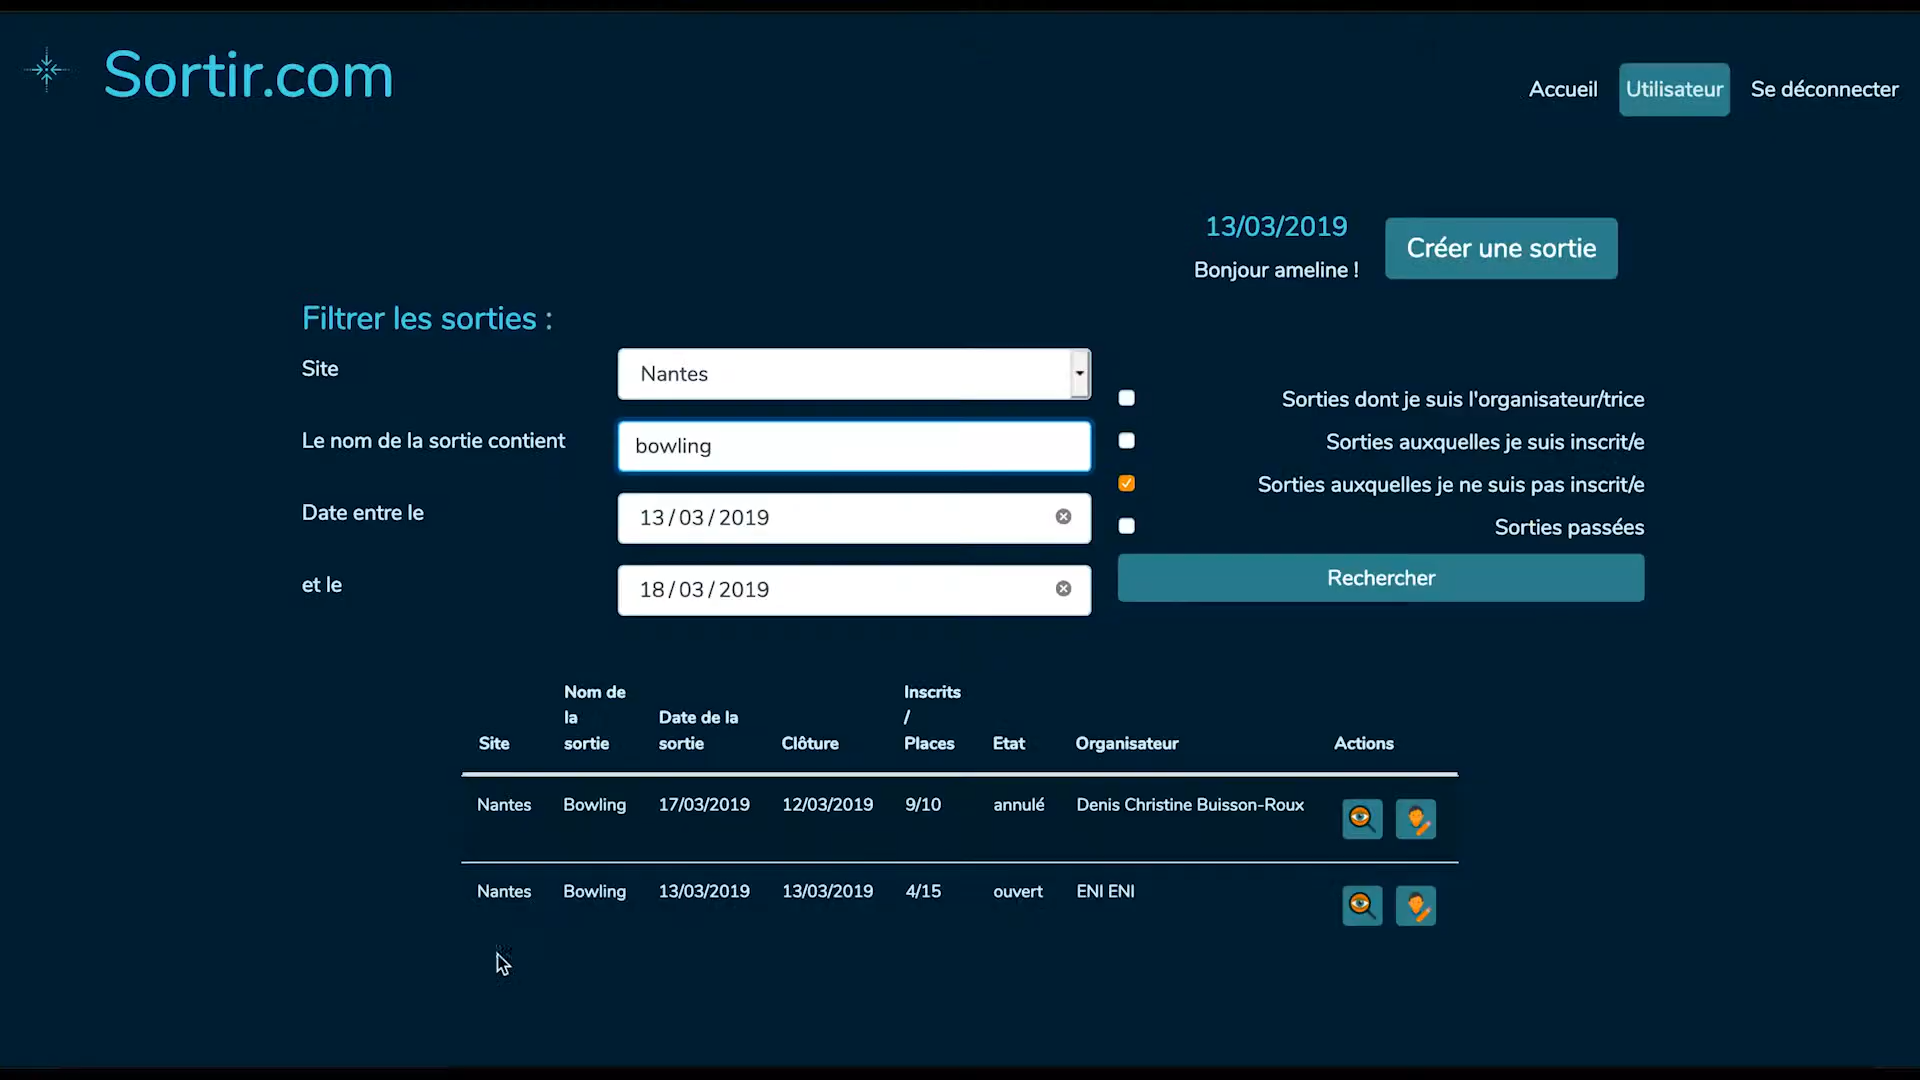 Sortir.com
Accueil
Utilisateur
Se déconnecter
13/03/2019
Bonjour ameline !
Créer une sortie
Filtrer les sorties :
Site
Nantes
Le nom de la sortie contient
bowling
Date entre le
13/03/2019
et le
18/03/2019
Sorties dont je suis l'organisateur/trice
Sorties auxquelles je suis inscrit/e
Sorties auxquelles je ne suis pas inscrit/e
Sorties passées
Rechercher
Site
Nom de
la
sortie
Date de la
sortie
Clôture
Inscrits
/
Places
Etat
Organisateur
Actions
Nantes Bowling 17/03/2019 12/03/2019 9/10 annulé Denis Christine Buisson-Roux
Nantes Bowling 13/03/2019 13/03/2019 4/15 ouvert ENI ENI